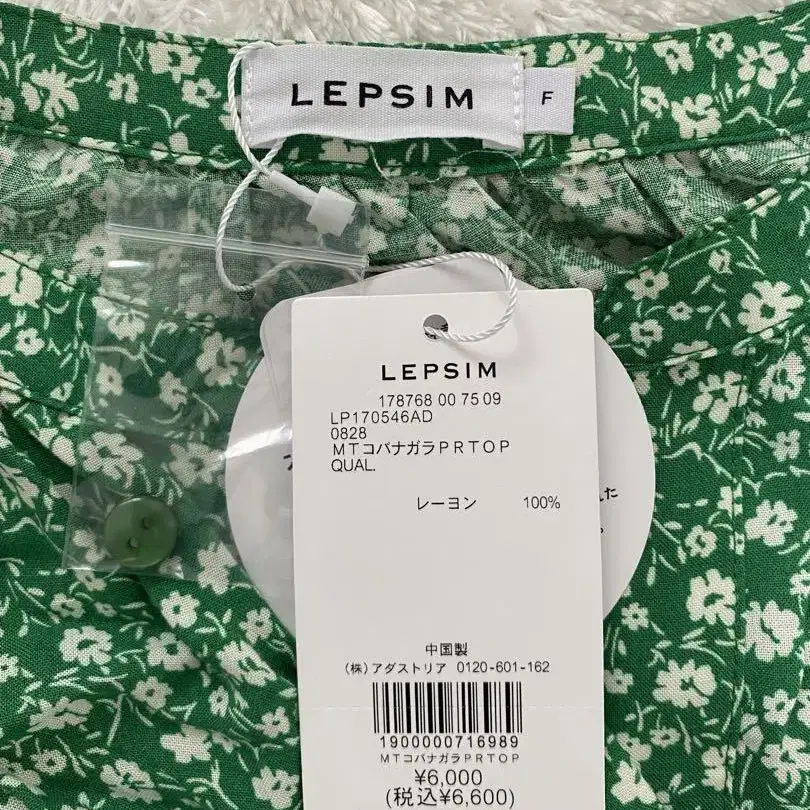 LEPSIM
F
LEPSIM
178768 00 75 09
LP170546AD
0828
ＭＴコバナガラＰＲＴＯＰ
QUAL.
レーヨン 100%
た
中国製
(株)アダストリア 0120-601-162
1900000716989
ＭＴコバナガラＰＲＴＯＰ
¥6,000
(税込¥6,600)